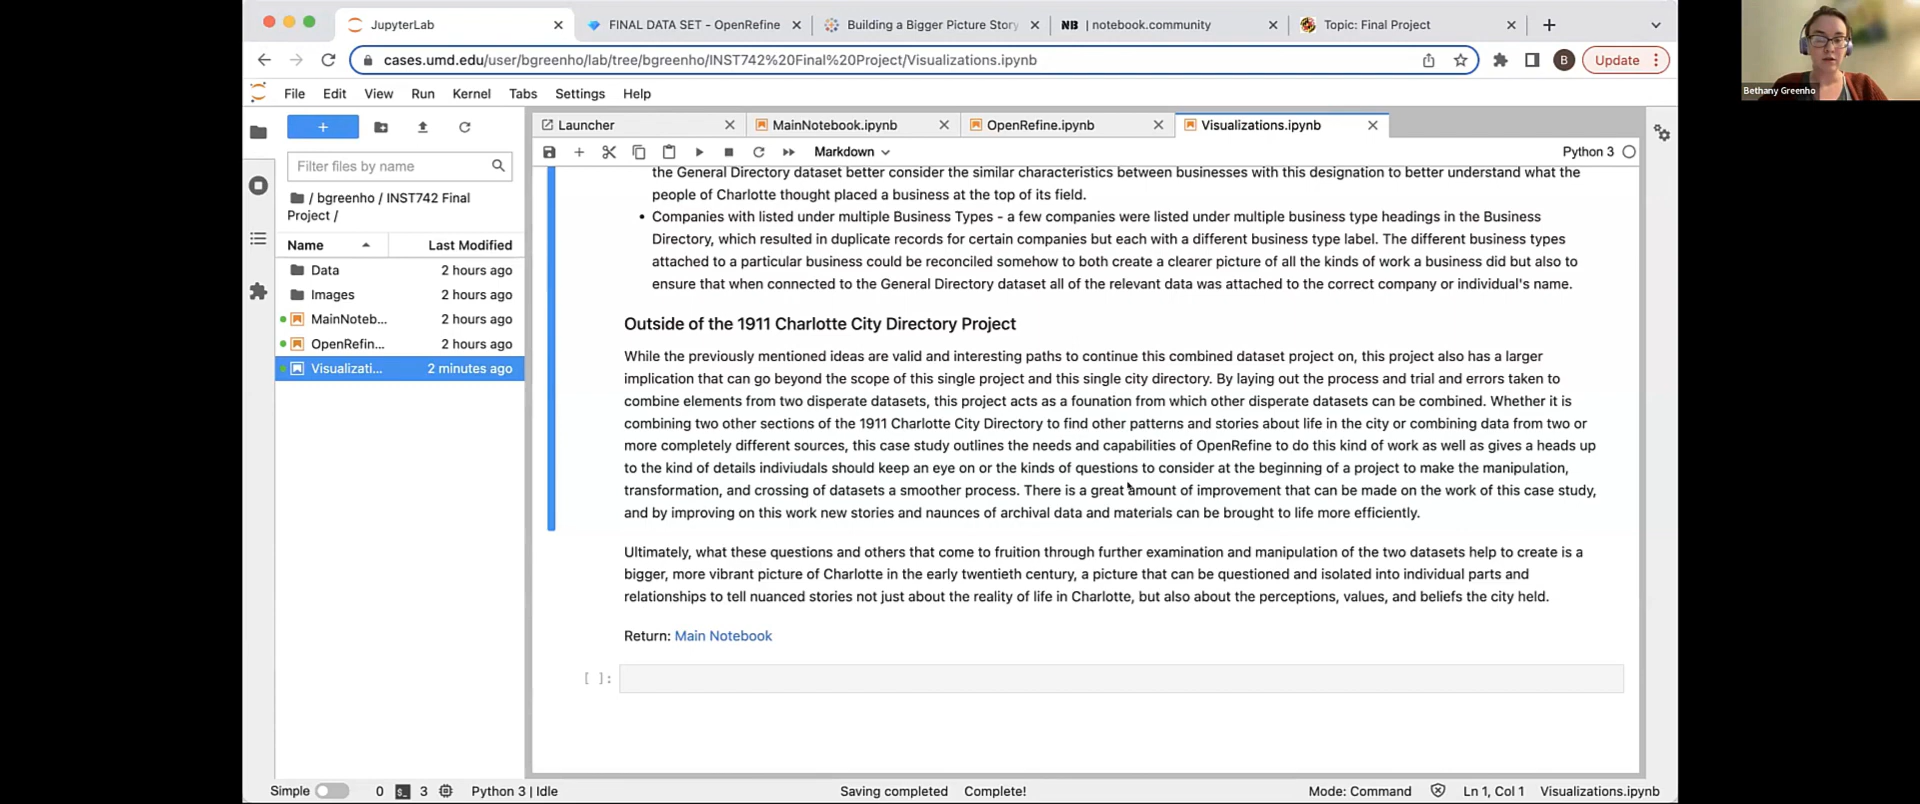 JupyterLab
FINAL DATA SET - OpenRefine
Building a Bigger Picture Story
NB | notebook.community
Topic: Final Project
cases.umd.edu/user/bgreenho/lab/tree/bgreenho/INST742%20Final%20Project/Visualizations.ipynb
B
Update
Bethany Greenho
File Edit View Run Kernel Tabs Settings Help
Launcher
MainNotebook.ipynb
OpenRefine.ipynb
Visualizations.ipynb
Markdown
Python 3
Filter files by name
/ bgreenho / INST742 Final
Project /
Name Last Modified
Data 2 hours ago
Images 2 hours ago
MainNoteb... 2 hours ago
OpenRefin... 2 hours ago
Visualizati... 2 minutes ago
the General Directory dataset better consider the similar characteristics between businesses with this designation to better understand what the
people of Charlotte thought placed a business at the top of its field.
• Companies with listed under multiple Business Types - a few companies were listed under multiple business type headings in the Business
Directory, which resulted in duplicate records for certain companies but each with a different business type label. The different business types
attached to a particular business could be reconciled somehow to both create a clearer picture of all the kinds of work a business did but also to
ensure that when connected to the General Directory dataset all of the relevant data was attached to the correct company or individual's name.
Outside of the 1911 Charlotte City Directory Project
While the previously mentioned ideas are valid and interesting paths to continue this combined dataset project on, this project also has a larger
implication that can go beyond the scope of this single project and this single city directory. By laying out the process and trial and errors taken to
combine elements from two disperate datasets, this project acts as a founation from which other disperate datasets can be combined. Whether it is
combining two other sections of the 1911 Charlotte City Directory to find other patterns and stories about life in the city or combining data from two or
more completely different sources, this case study outlines the needs and capabilities of OpenRefine to do this kind of work as well as gives a heads up
to the kind of details indiviudals should keep an eye on or the kinds of questions to consider at the beginning of a project to make the manipulation,
transformation, and crossing of datasets a smoother process. There is a great amount of improvement that can be made on the work of this case study,
and by improving on this work new stories and naunces of archival data and materials can be brought to life more efficiently.
Ultimately, what these questions and others that come to fruition through further examination and manipulation of the two datasets help to create is a
bigger, more vibrant picture of Charlotte in the early twentieth century, a picture that can be questioned and isolated into individual parts and
relationships to tell nuanced stories not just about the reality of life in Charlotte, but also about the perceptions, values, and beliefs the city held.
Return: Main Notebook
[ ]:
Simple 0 3 Python 3 | Idle Saving completed Complete! Mode: Command Ln 1, Col 1 Visualizations.ipynb